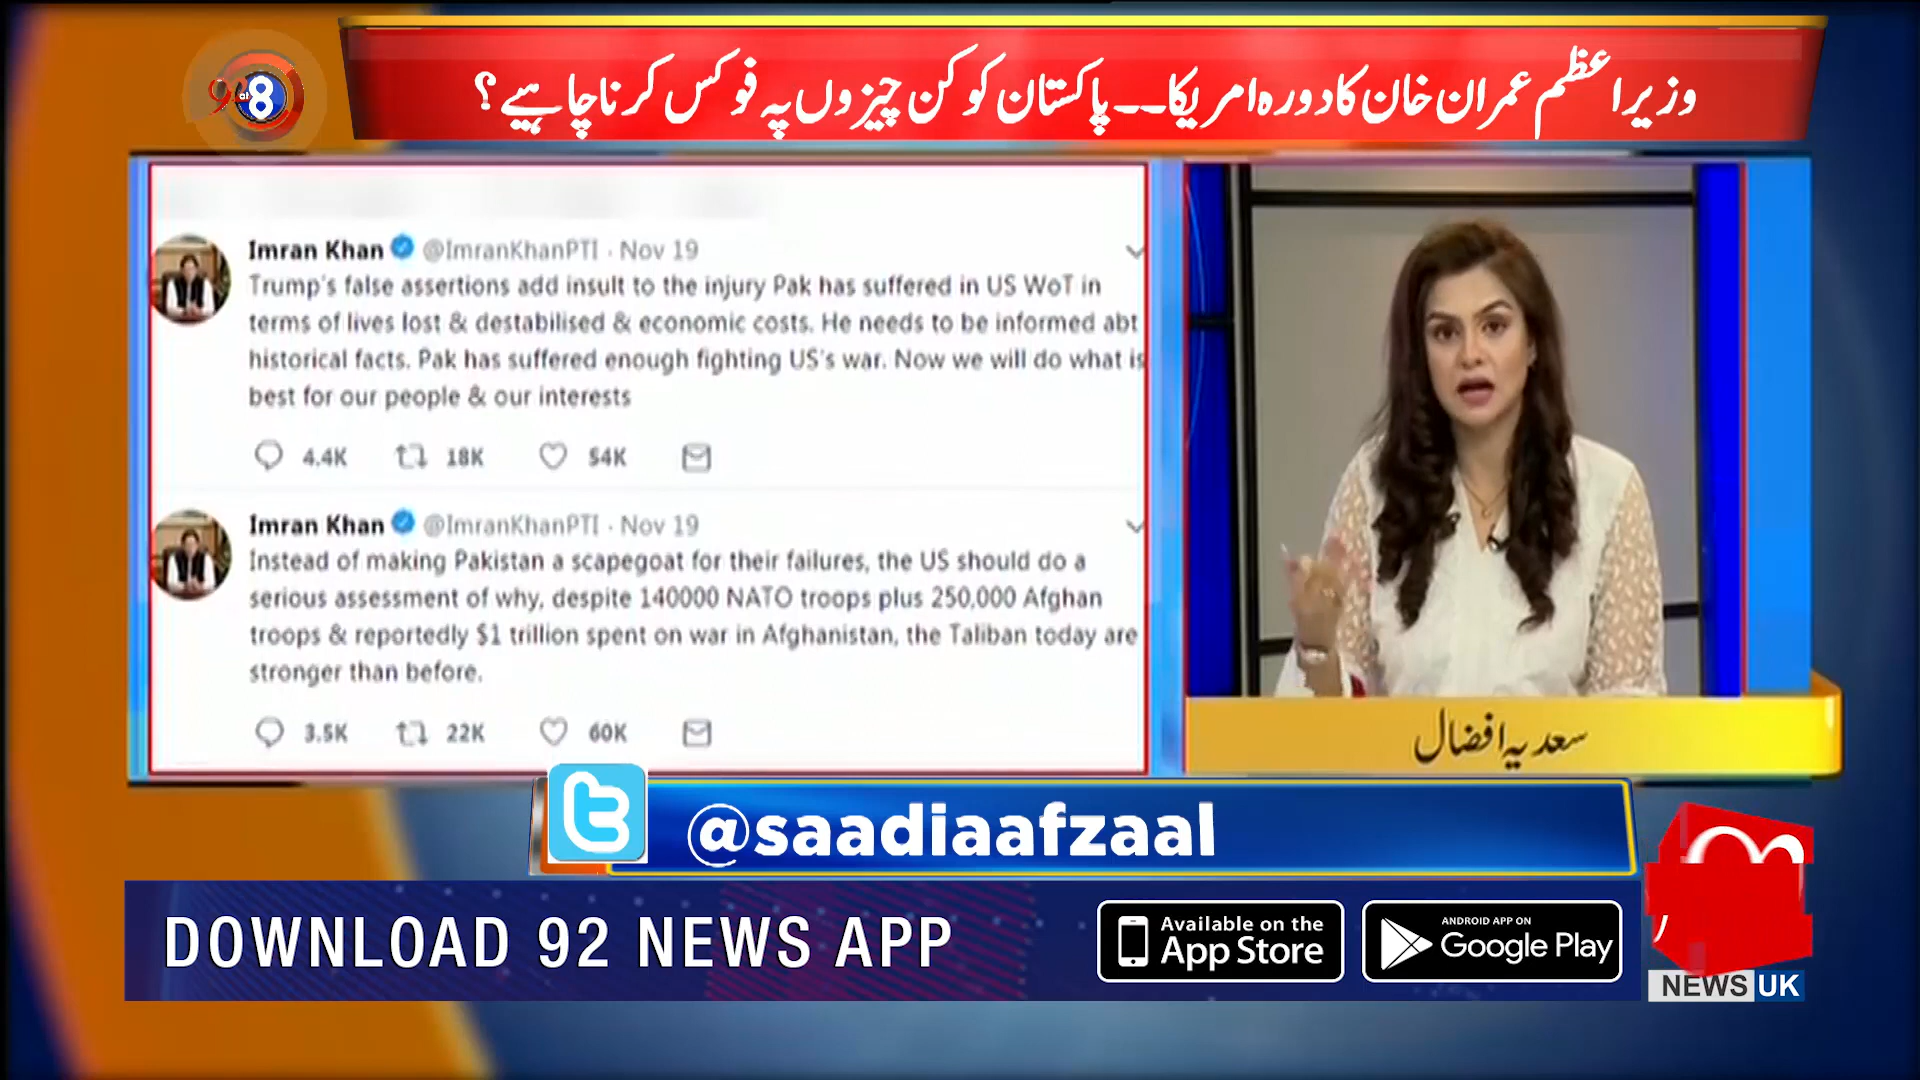 92 at 8
وزیراعظم عمران خان کا دورہ امریکا۔۔پاکستان کو کن چیزوں پہ فوکس کرنا چاہیے؟
Imran Khan @ImranKhanPTI · Nov 19
Trump's false assertions add insult to the injury Pak has suffered in US WoT in
terms of lives lost & destabilised & economic costs. He needs to be informed abt
historical facts. Pak has suffered enough fighting US's war. Now we will do what is
best for our people & our interests
4.4K 18K 54K
Imran Khan @ImranKhanPTI · Nov 19
Instead of making Pakistan a scapegoat for their failures, the US should do a
serious assessment of why, despite 140000 NATO troops plus 250,000 Afghan
troops & reportedly $1 trillion spent on war in Afghanistan, the Taliban today are
stronger than before.
3.5K 22K 60K
سعدیہ افضال
@saadiaafzaal
DOWNLOAD 92 NEWS APP
Available on the
App Store
ANDROID APP ON
Google Play
NEWS UK